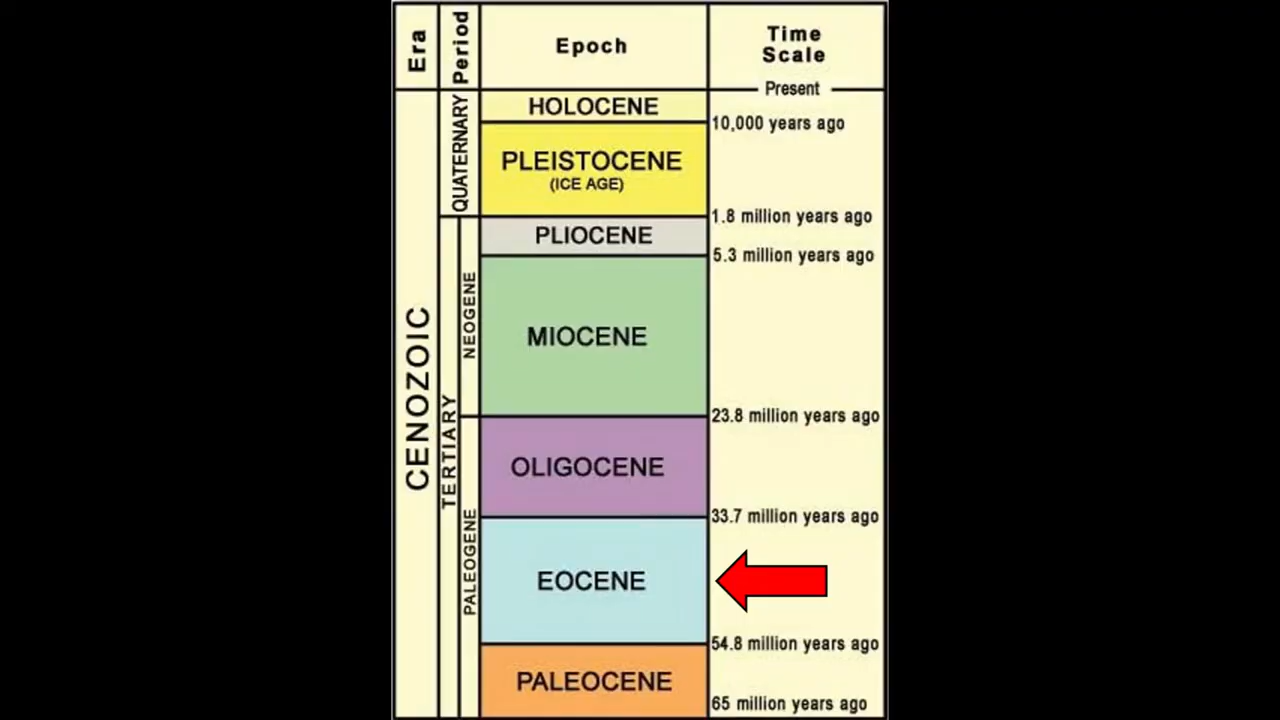 Era
Period
Epoch
Time
Scale
Present
HOLOCENE
10,000 years ago
QUATERNARY
PLEISTOCENE
(ICE AGE)
1.8 million years ago
PLIOCENE
5.3 million years ago
NEOGENE
MIOCENE
CENOZOIC
TERTIARY
23.8 million years ago
OLIGOCENE
33.7 million years ago
PALEOGENE
EOCENE
54.8 million years ago
PALEOCENE
65 million years ago